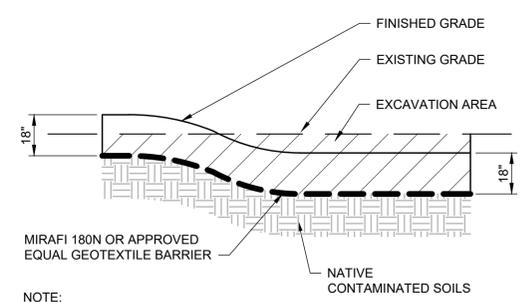 FINISHED GRADE
EXISTING GRADE
EXCAVATION AREA
18"
18"
MIRAFI 180N OR APPROVED
EQUAL GEOTEXTILE BARRIER
NATIVE
CONTAMINATED SOILS
NOTE: